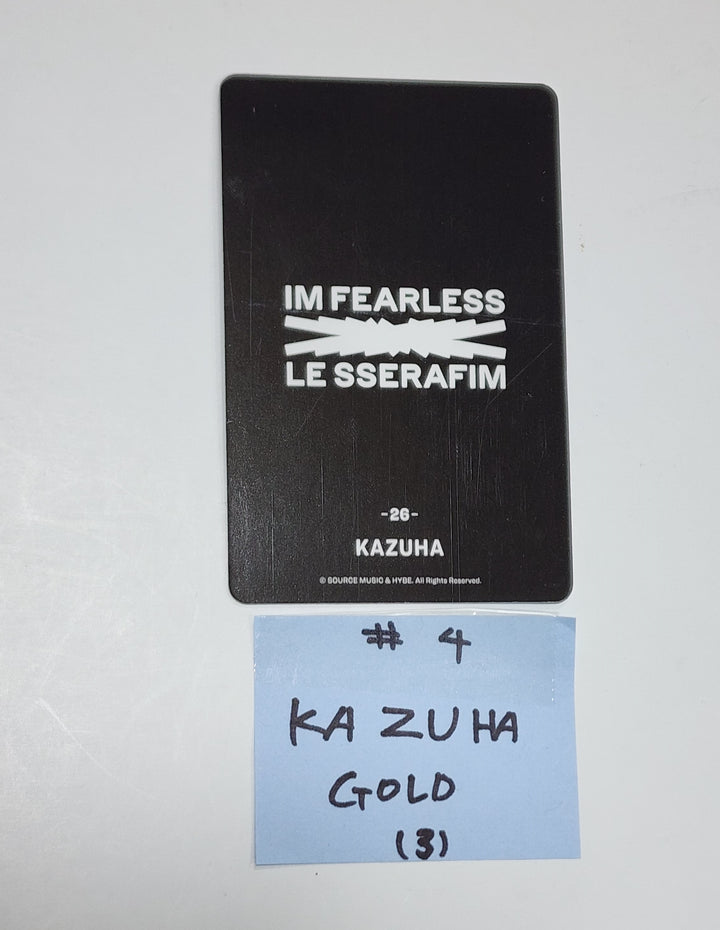 IM FEARLESS
LE SSERAFIM
-26-
KAZUHA
© SOURCE MUSIC & HYBE. All Rights Reserved.
# 4
KAZUHA
GOLD
(3)